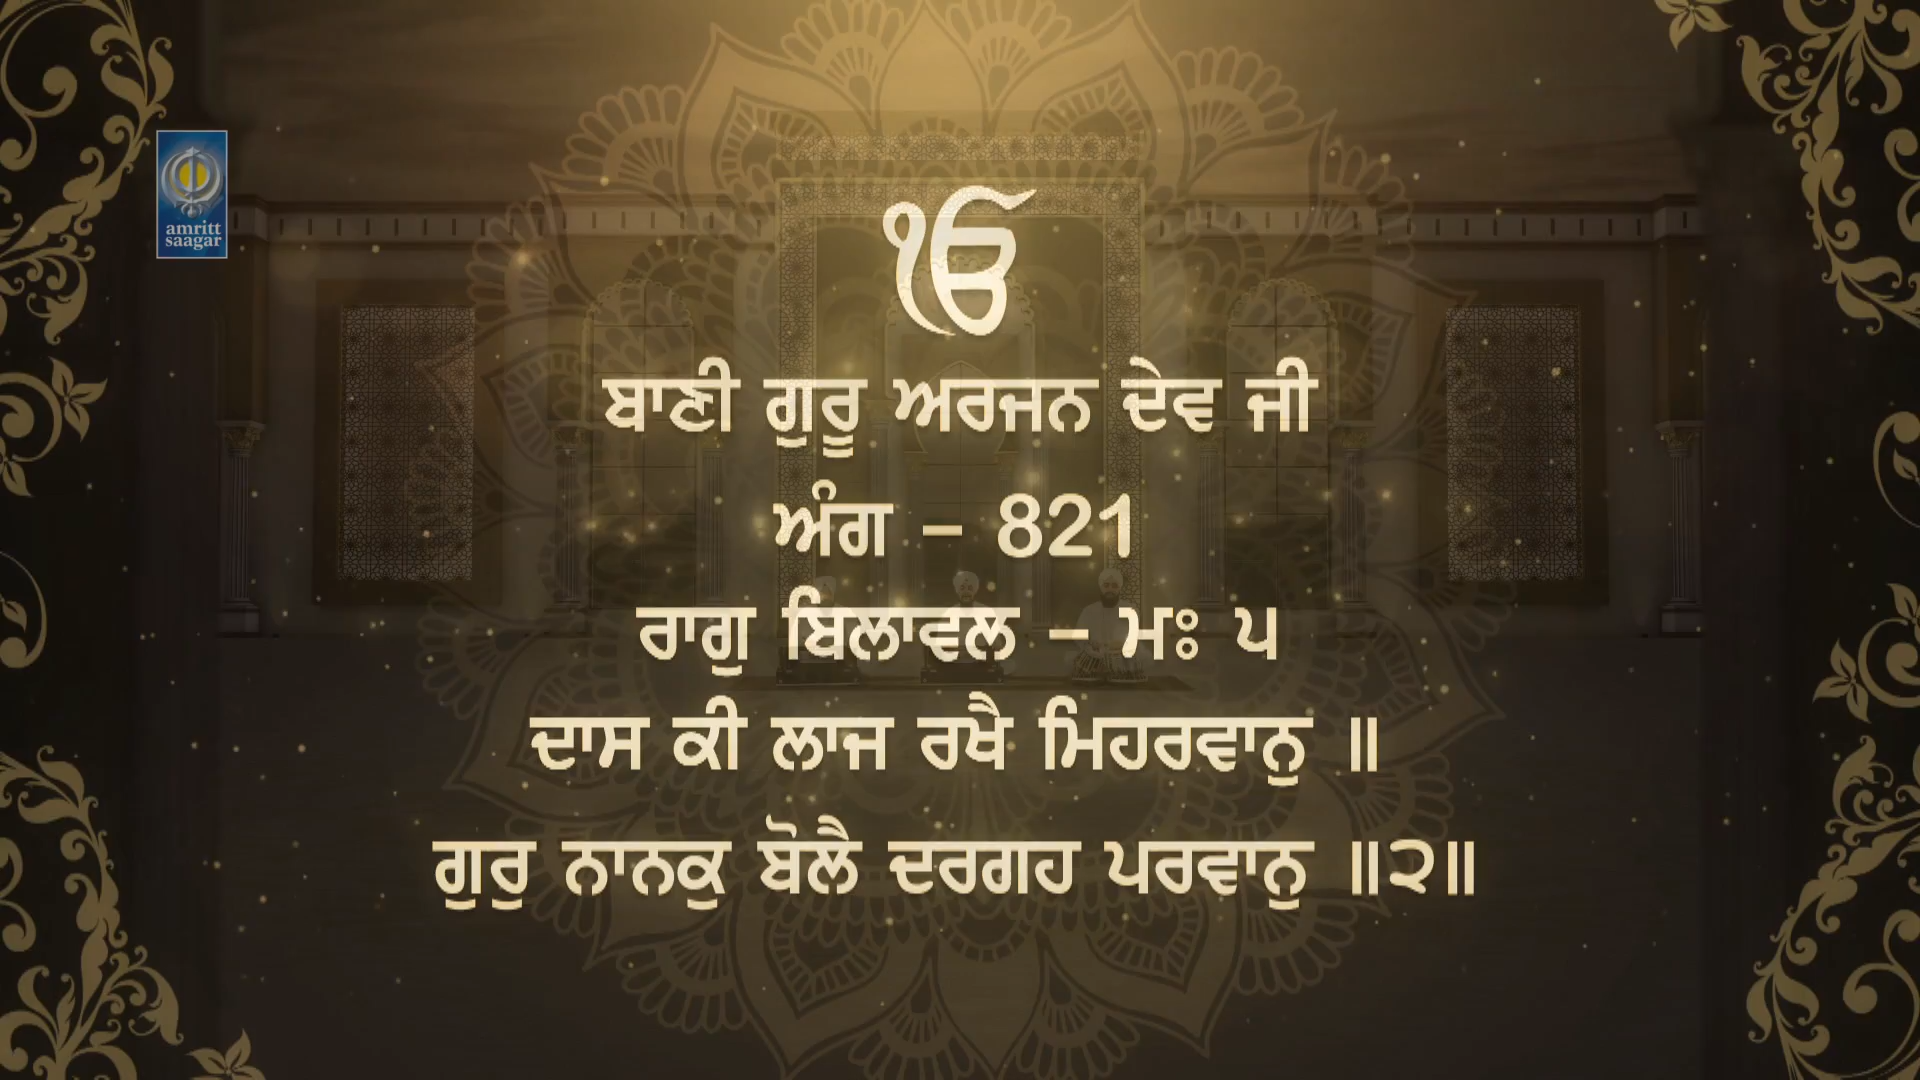 amritt
saagar
ੴ
ਬਾਣੀ ਗੁਰੂ ਅਰਜਨ ਦੇਵ ਜੀ
ਅੰਗ – 821
ਰਾਗੁ ਬਿਲਾਵਲ – ਮਃ ੫
ਦਾਸ ਕੀ ਲਾਜ ਰਖੈ ਮਿਹਰਵਾਨੁ ॥
ਗੁਰੁ ਨਾਨਕੁ ਬੋਲੈ ਦਰਗਹ ਪਰਵਾਨੁ ॥੨॥